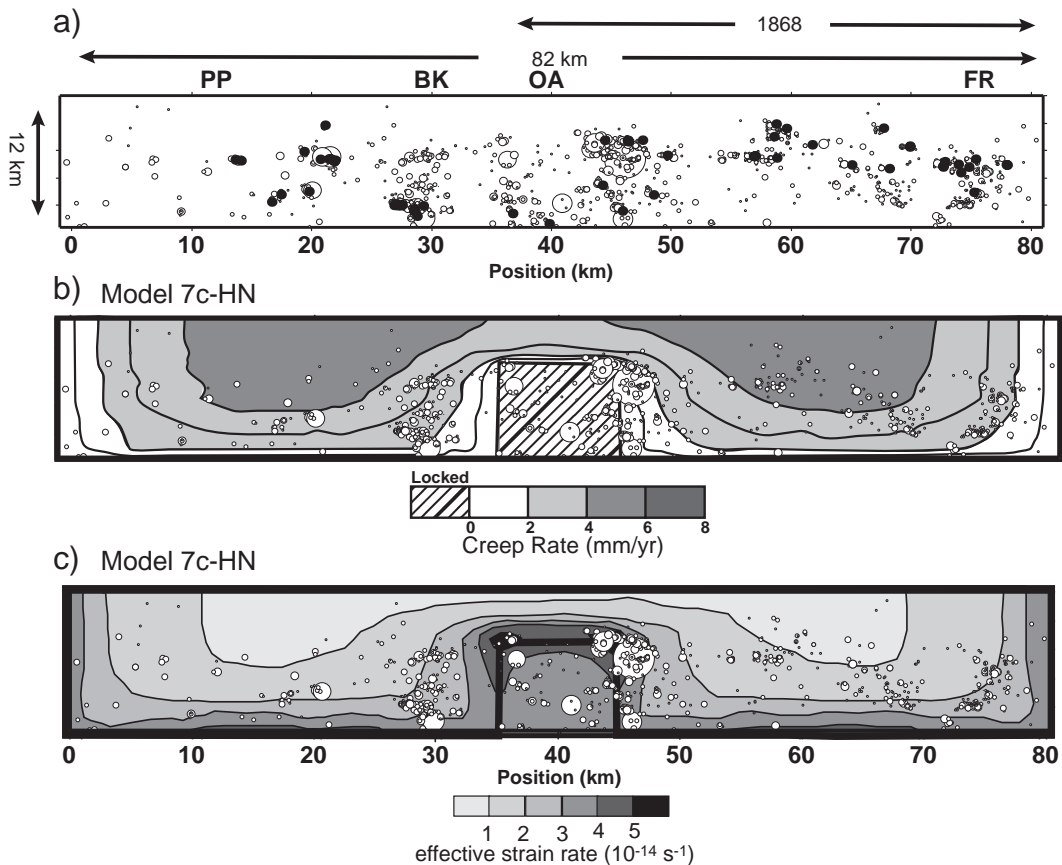 a)
1868
82 km
PP BK OA FR
12 km
0 10 20 30 40 50 60 70 80
Position (km)
b) Model 7c-HN
Locked
0 2 4 6 8
Creep Rate (mm/yr)
c) Model 7c-HN
0 10 20 30 40 50 60 70 80
Position (km)
1 2 3 4 5
effective strain rate (10⁻¹⁴ s⁻¹)